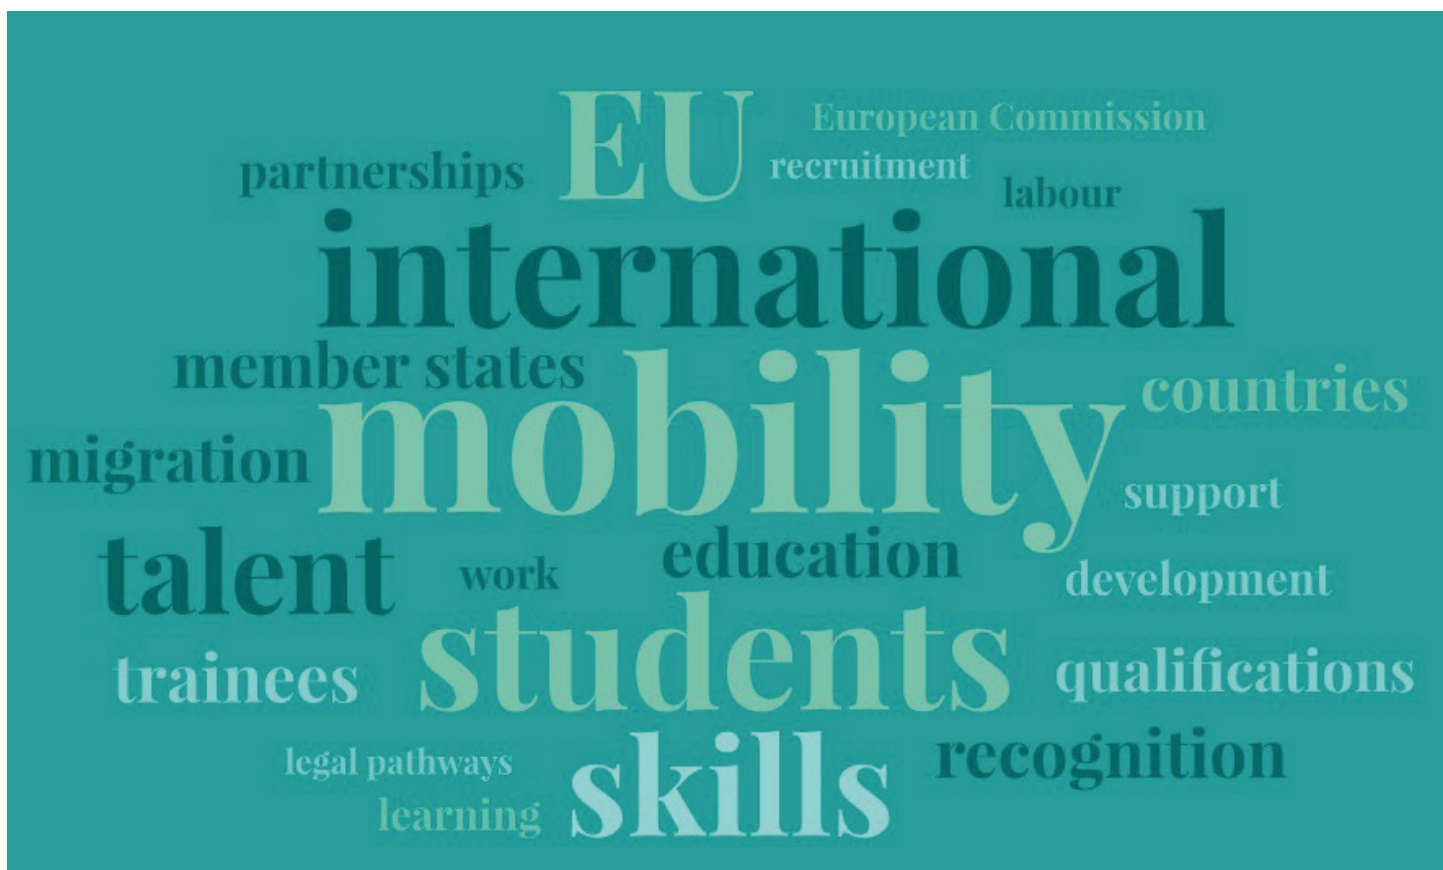 EU
European Commission
partnerships
recruitment
labour
international
member states
mobility
countries
migration
support
talent
work
education
development
trainees
students
qualifications
legal pathways
skills
recognition
learning